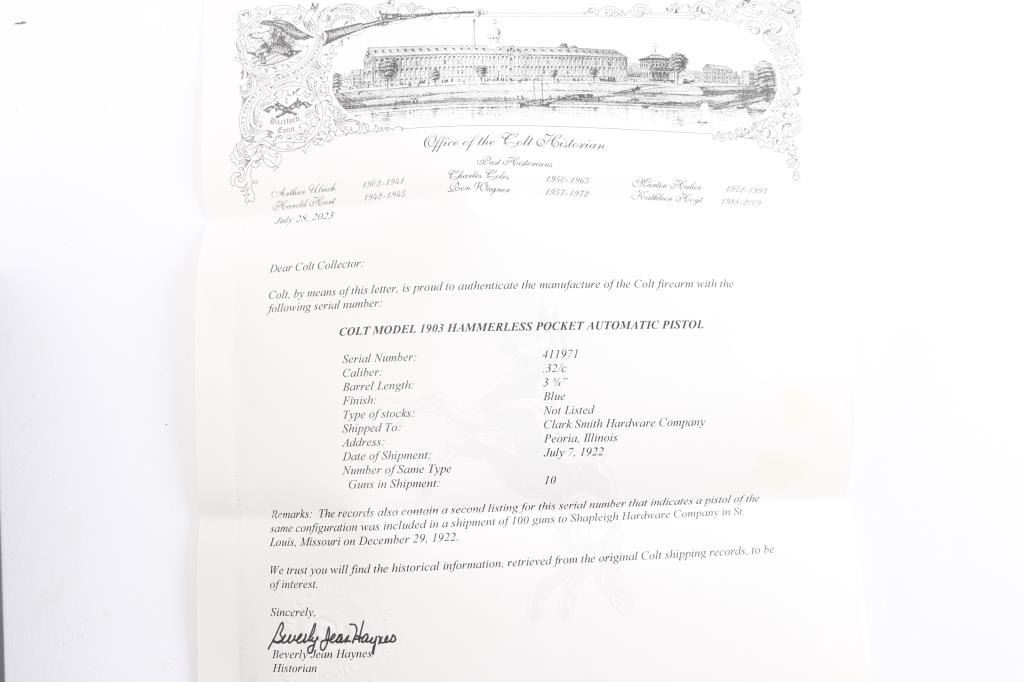 Hartford,
Conn
Office of the Colt Historian
Past Historians
Arthur Ulrich 1903-1941
Harold Hart 1942-1945
Charles Coles 1950-1965
Ron Wagner 1957-1972
Martin Huber 1972-1993
Kathleen Hoyt 1988-2009
July 28, 2023
Dear Colt Collector:
Colt, by means of this letter, is proud to authenticate the manufacture of the Colt firearm with the
following serial number:
COLT MODEL 1903 HAMMERLESS POCKET AUTOMATIC PISTOL
Serial Number: 411971
Caliber: .32/c
Barrel Length: 3 ¾"
Finish: Blue
Type of stocks: Not Listed
Shipped To: Clark Smith Hardware Company
Address: Peoria, Illinois
Date of Shipment: July 7, 1922
Number of Same Type
Guns in Shipment: 10
Remarks: The records also contain a second listing for this serial number that indicates a pistol of the
same configuration was included in a shipment of 100 guns to Shapleigh Hardware Company in St.
Louis, Missouri on December 29, 1922.
We trust you will find the historical information, retrieved from the original Colt shipping records, to be
of interest.
Sincerely,
Beverly Jean Haynes
Beverly Jean Haynes
Historian